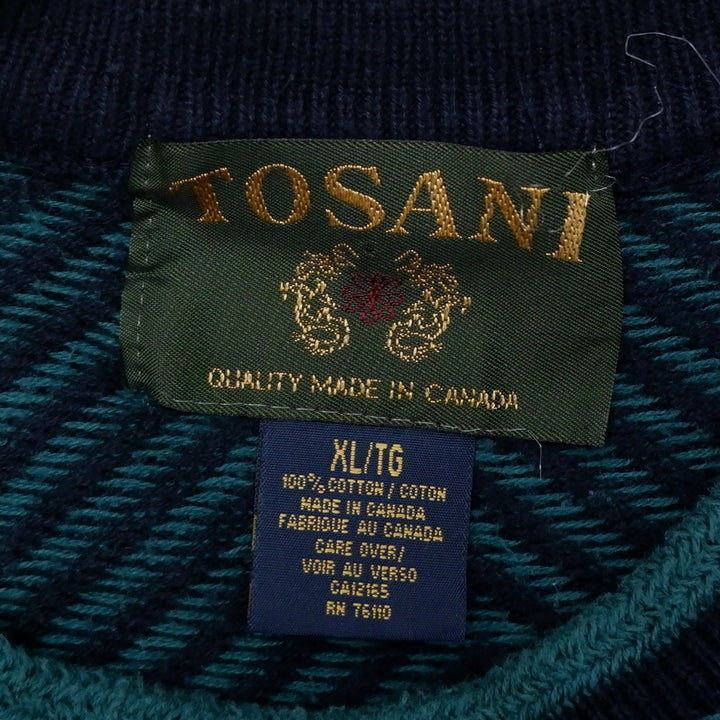 TOSANI
QUALITY MADE IN CANADA
XL/TG
100% COTTON / COTON
MADE IN CANADA
FABRIQUE AU CANADA
CARE OVER/
VOIR AU VERSO
CA12165
RN 76110